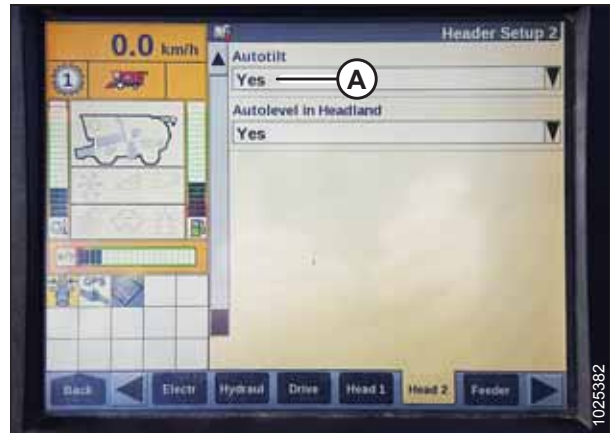 0.0 km/h
Header Setup 2
1
Autotilt
Yes
A
Autolevel in Headland
Yes
GPS
Back
Electr
Hydraul
Drive
Head 1
Head 2
Feeder
1025382